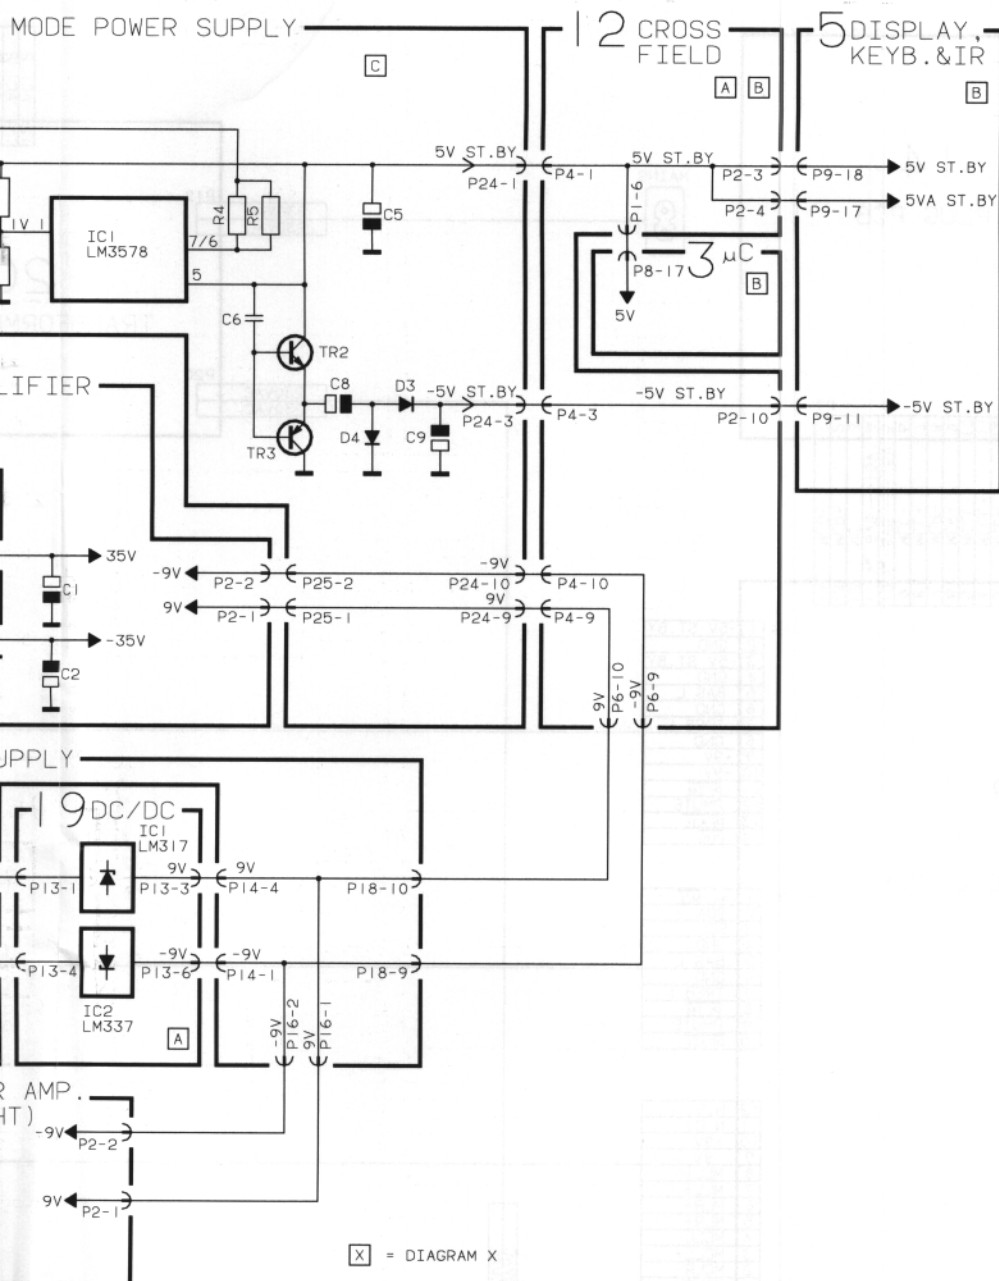 MODE POWER SUPPLY
C
12 CROSS
FIELD
A B
5 DISPLAY,
KEYB.&IR
B
5V ST.BY
P24-1
P4-1
5V ST.BY
P2-3
P9-18
5V ST.BY
P2-4
P9-17
5VA ST.BY
P1-6
R4
R5
C5
1V 1
IC1
LM3578
7/6
5
3 µC
P8-17
B
5V
C6
TR2
LIFIER
C8
D3
-5V ST.BY
P24-3
P4-3
-5V ST.BY
P2-10
P9-11
-5V ST.BY
TR3
D4
C9
35V
C1
-35V
C2
-9V
P2-2
P25-2
-9V
P24-10
P4-10
9V
P2-1
P25-1
9V
P24-9
P4-9
9V
P6-10
-9V
P6-9
UPPLY
19 DC/DC
IC1
LM317
P13-1
9V
P13-3
9V
P14-4
P18-10
P13-4
-9V
P13-6
-9V
P14-1
P18-9
IC2
LM337
A
-9V
P16-2
9V
P16-1
R AMP.
HT)
-9V
P2-2
9V
P2-1
X = DIAGRAM X